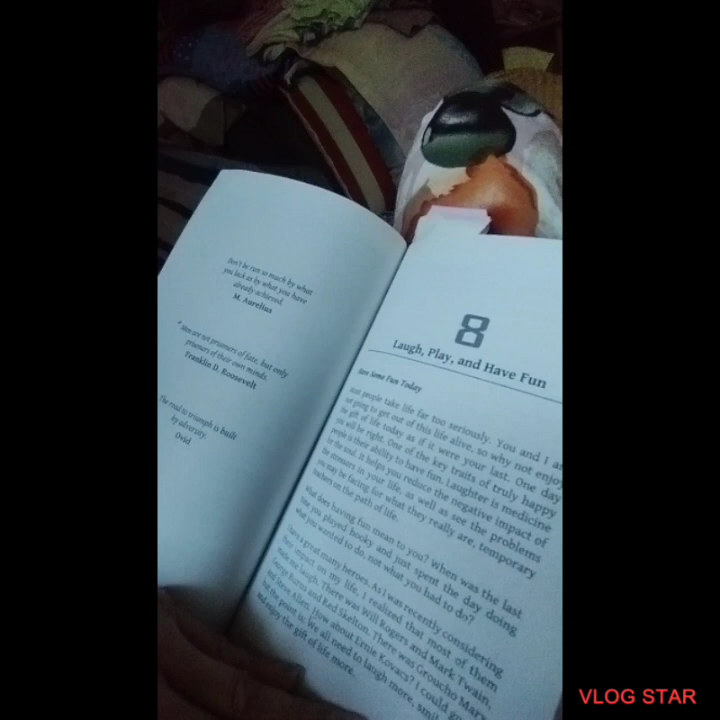 Don't be run so much by what
you lack as by what you have
already achieved.
M. Aurelius
Men are not prisoners of fate, but only
prisoners of their own minds.
Franklin D. Roosevelt
The road to triumph is built
by adversity.
Ovid
8
Laugh, Play, and Have Fun
Have Some Fun Today
Most people take life far too seriously. You and I a
not going to get out of this life alive, so why not enjoy
the gift of life today as if it were your last. One day
you will be right. One of the key traits of truly happy
people is their ability to have fun. Laughter is medicine
for the soul. It helps you reduce the negative impact of
the stressors in your life, as well as see the problems
you may be facing for what they really are, temporary
teachers on the path of life.
What does having fun mean to you? When was the last
time you played hooky and just spent the day doing
what you wanted to do, not what you had to do?
I have a great many heroes. As I was recently considering
their impact on my life, I realized that most of them
made me laugh. There was Will Rogers and Mark Twain,
George Burns and Red Skelton. There was Groucho Marx
and Steve Allen. How about Ernie Kovacs? I could g
but the point is: We all need to laugh more, smil
and enjoy the gift of life more.
VLOG STAR